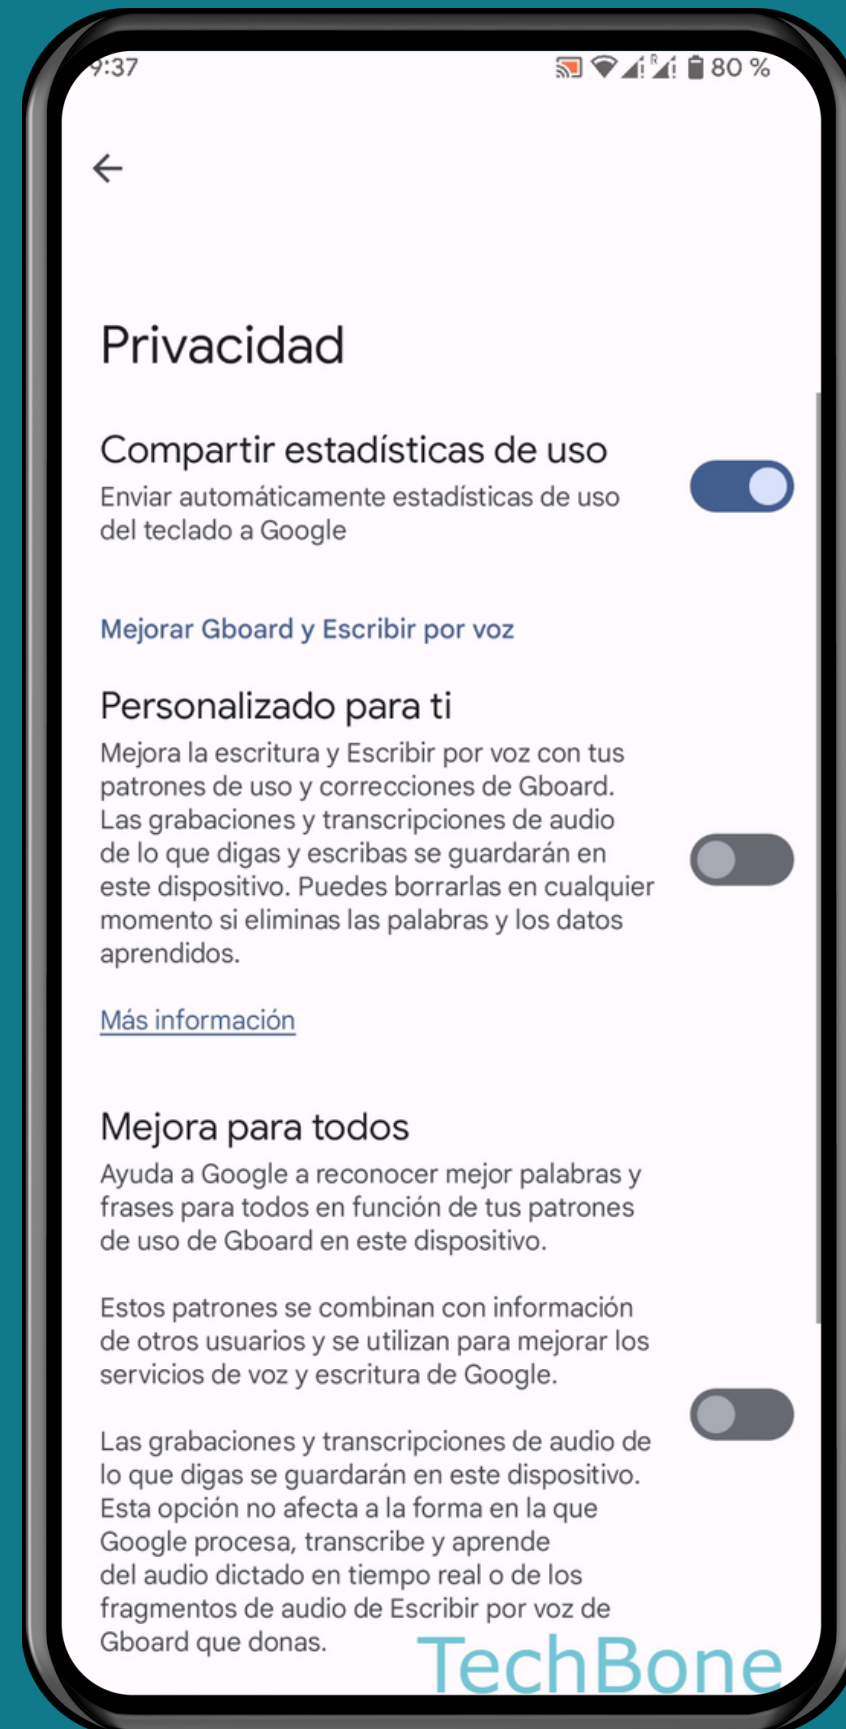 9:37
R
80 %
Privacidad
Compartir estadísticas de uso
Enviar automáticamente estadísticas de uso
del teclado a Google
Mejorar Gboard y Escribir por voz
Personalizado para ti
Mejora la escritura y Escribir por voz con tus
patrones de uso y correcciones de Gboard.
Las grabaciones y transcripciones de audio
de lo que digas y escribas se guardarán en
este dispositivo. Puedes borrarlas en cualquier
momento si eliminas las palabras y los datos
aprendidos.
Más información
Mejora para todos
Ayuda a Google a reconocer mejor palabras y
frases para todos en función de tus patrones
de uso de Gboard en este dispositivo.
Estos patrones se combinan con información
de otros usuarios y se utilizan para mejorar los
servicios de voz y escritura de Google.
Las grabaciones y transcripciones de audio de
lo que digas se guardarán en este dispositivo.
Esta opción no afecta a la forma en la que
Google procesa, transcribe y aprende
del audio dictado en tiempo real o de los
fragmentos de audio de Escribir por voz de
Gboard que donas.
TechBone